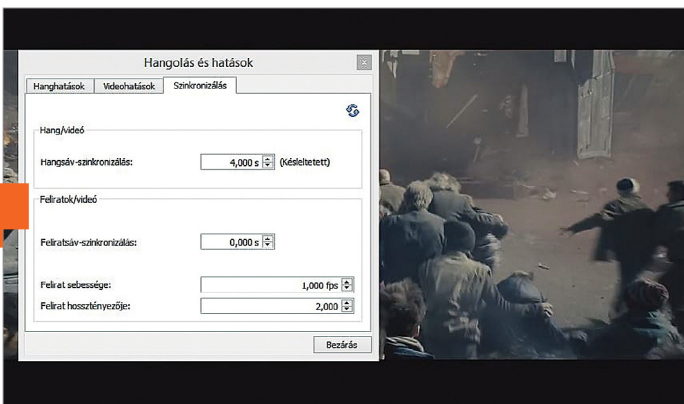 Hangolás és hatások
Hanghatások Videohatások Szinkronizálás
Hang/videó
Hangsáv-szinkronizálás: 4,000 s (Késleltetett)
Feliratok/videó
Feliratsáv-szinkronizálás: 0,000 s
Felirat sebessége: 1,000 fps
Felirat hossztényezője: 2,000
Bezárás